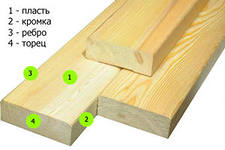 1 - пласть
2 - кромка
3 - ребро
4 - торец
3
1
2
4